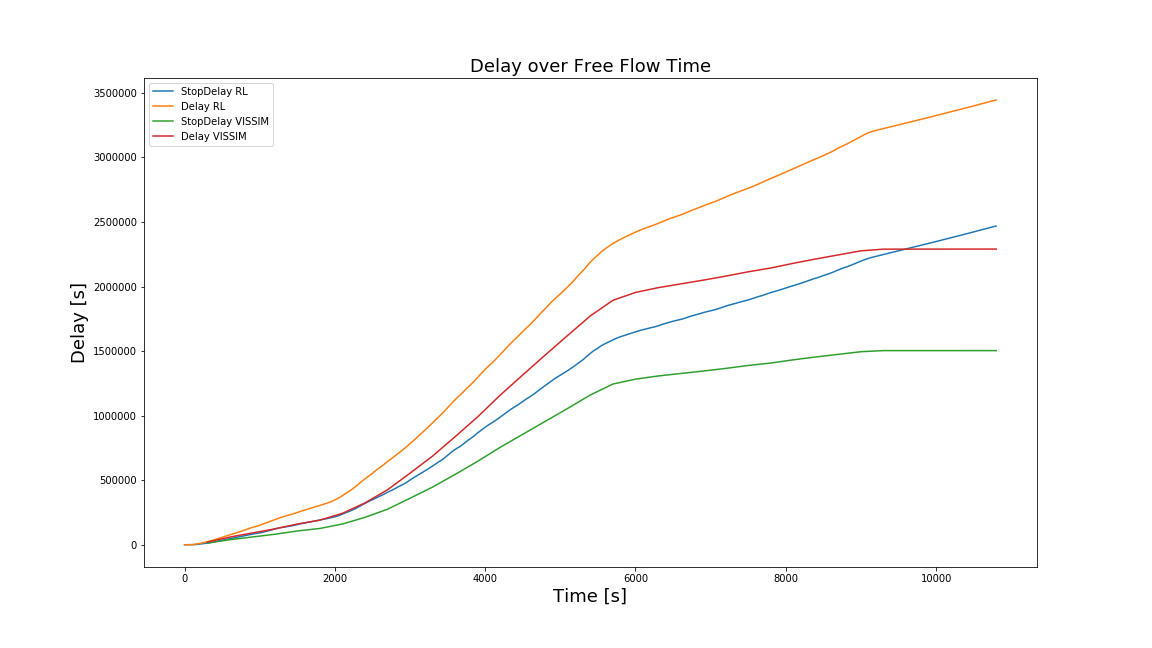 Delay over Free Flow Time
StopDelay RL
Delay RL
StopDelay VISSIM
Delay VISSIM
3500000
3000000
2500000
2000000
1500000
1000000
500000
0
Delay [s]
0 2000 4000 6000 8000 10000
Time [s]